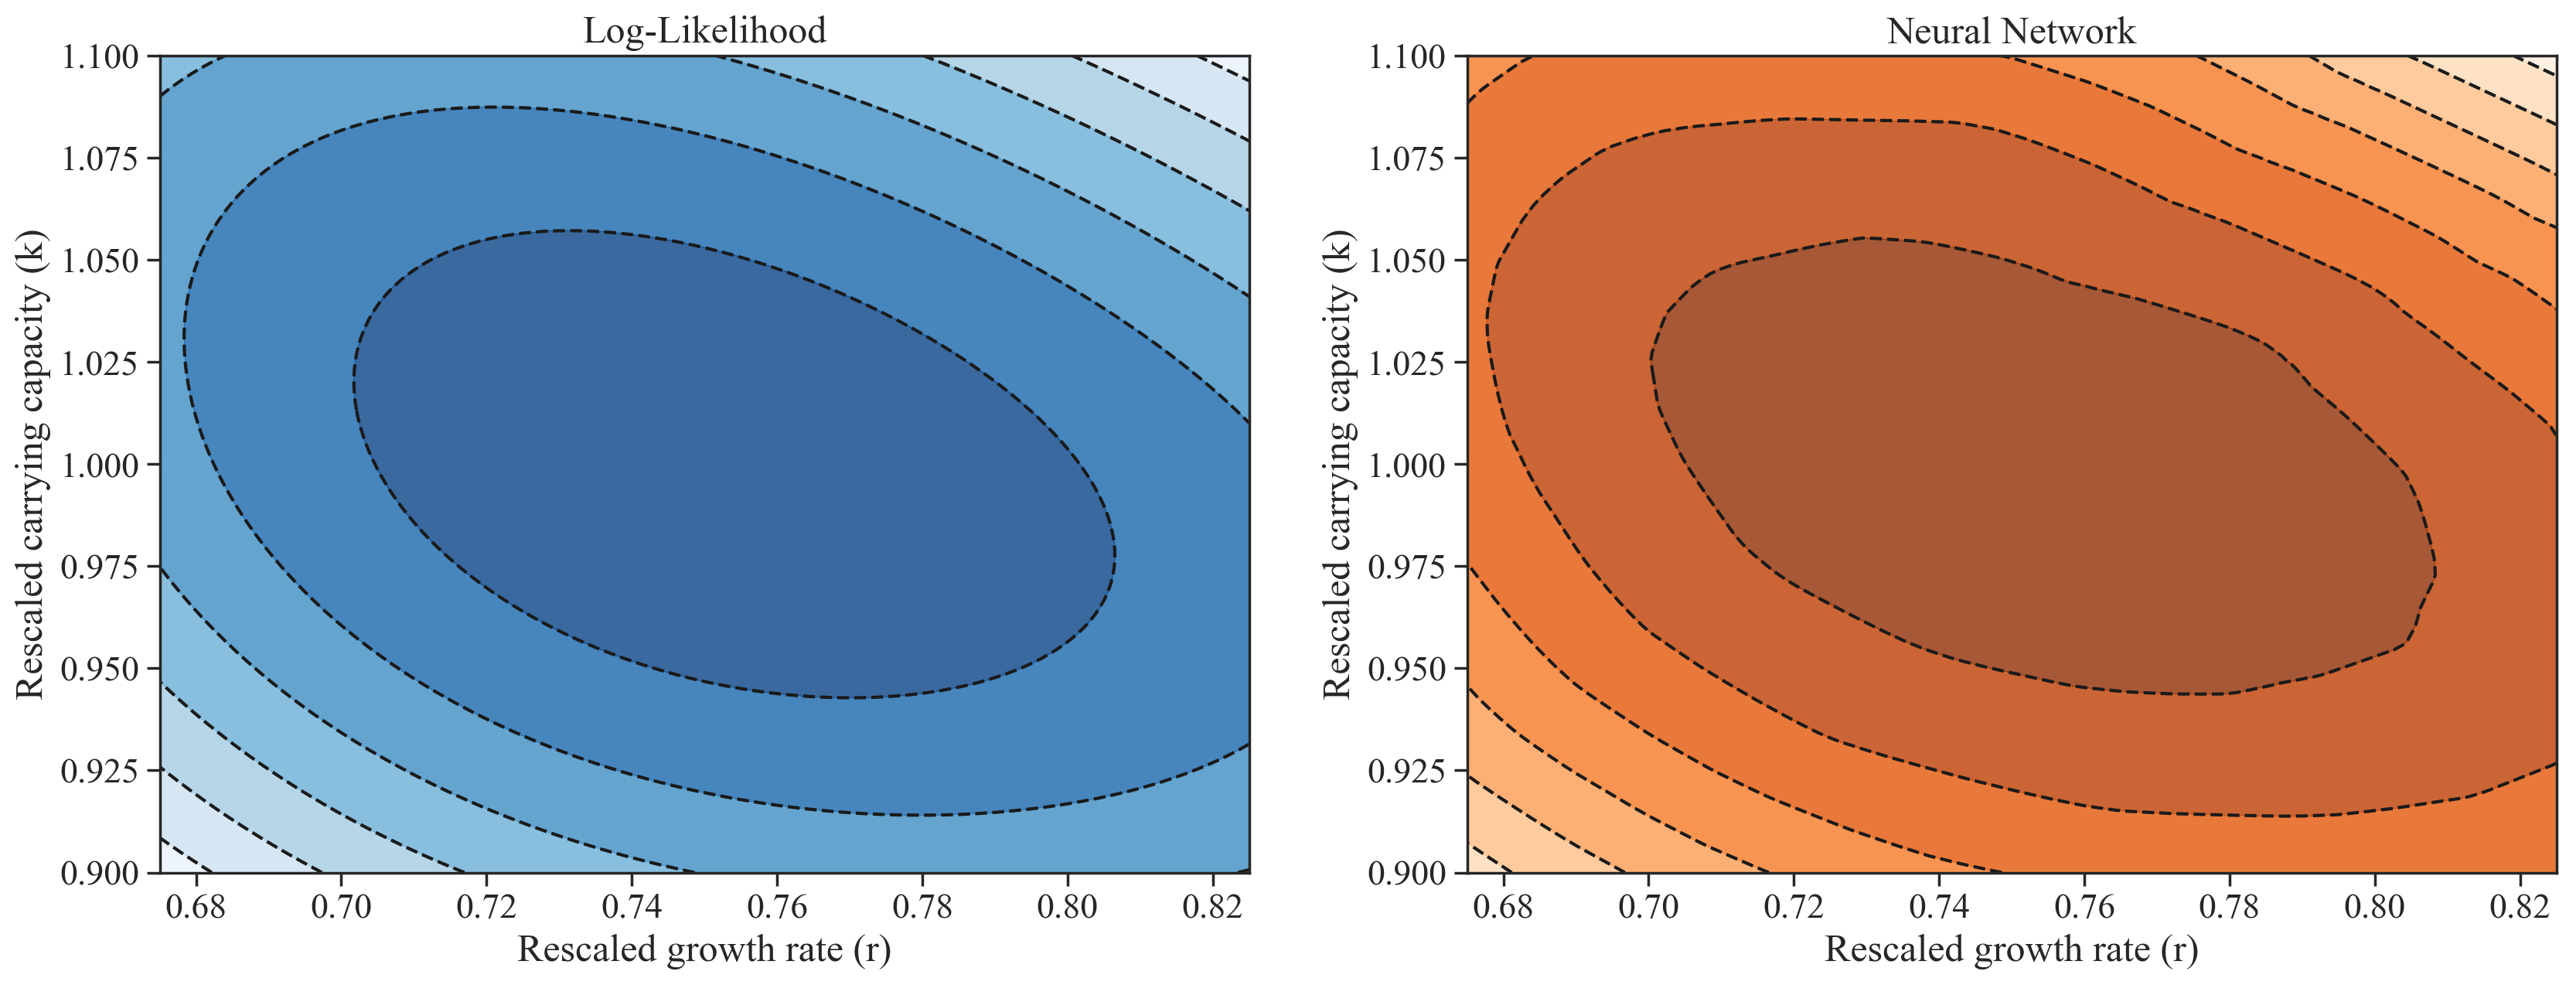 Log-Likelihood
1.100
1.075
1.050
1.025
1.000
0.975
0.950
0.925
0.900
Rescaled carrying capacity (k)
0.68 0.70 0.72 0.74 0.76 0.78 0.80 0.82
Rescaled growth rate (r)
Neural Network
1.100
1.075
1.050
1.025
1.000
0.975
0.950
0.925
0.900
Rescaled carrying capacity (k)
0.68 0.70 0.72 0.74 0.76 0.78 0.80 0.82
Rescaled growth rate (r)